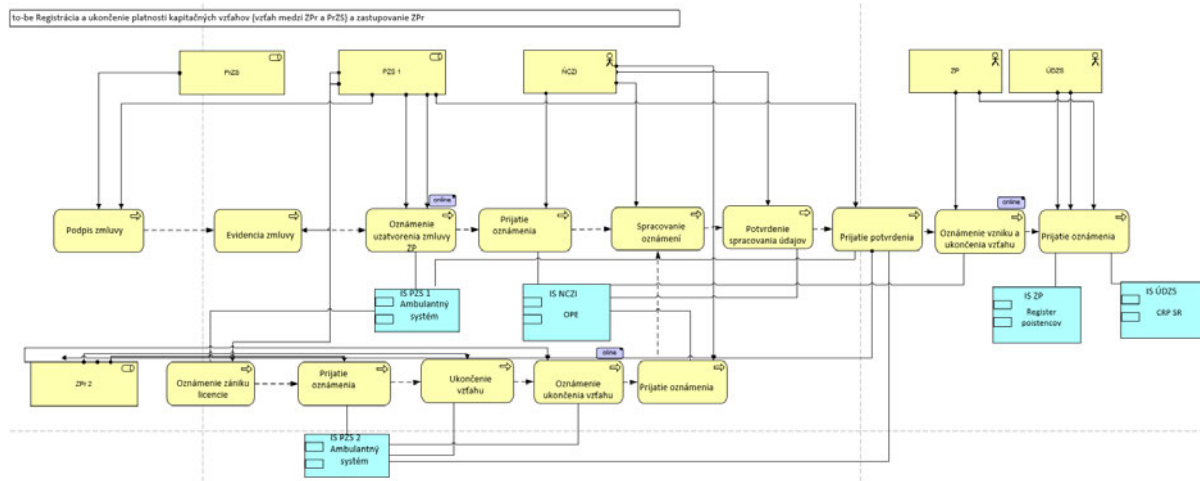 to-be Registrácia a ukončenie platnosti kapitačných vzťahov (vzťah medzi ZPr a PrZS) a zastupovanie ZPr
PrZS
PZS 1
NCZI
ZP
ÚDZS
Podpis zmluvy
Evidencia zmluvy
online
Oznámenie
uzatvorenia zmluvy
ZP
Prijatie
oznámenia
Spracovanie
oznámení
Potvrdenie
spracovania údajov
Prijatie potvrdenia
online
Oznámenie vzniku a
ukončenia vzťahu
Prijatie oznámenia
IS PZS 1
Ambulantný
systém
IS NCZI
OPE
IS ZP
Register
poistencov
IS ÚDZS
CRP SR
ZPr 2
Oznámenie zániku
licencie
Prijatie
oznámenia
Ukončenie
vzťahu
oline
Oznámenie
ukončenia vzťahu
Prijatie oznámenia
IS PZS 2
Ambulantný
systém